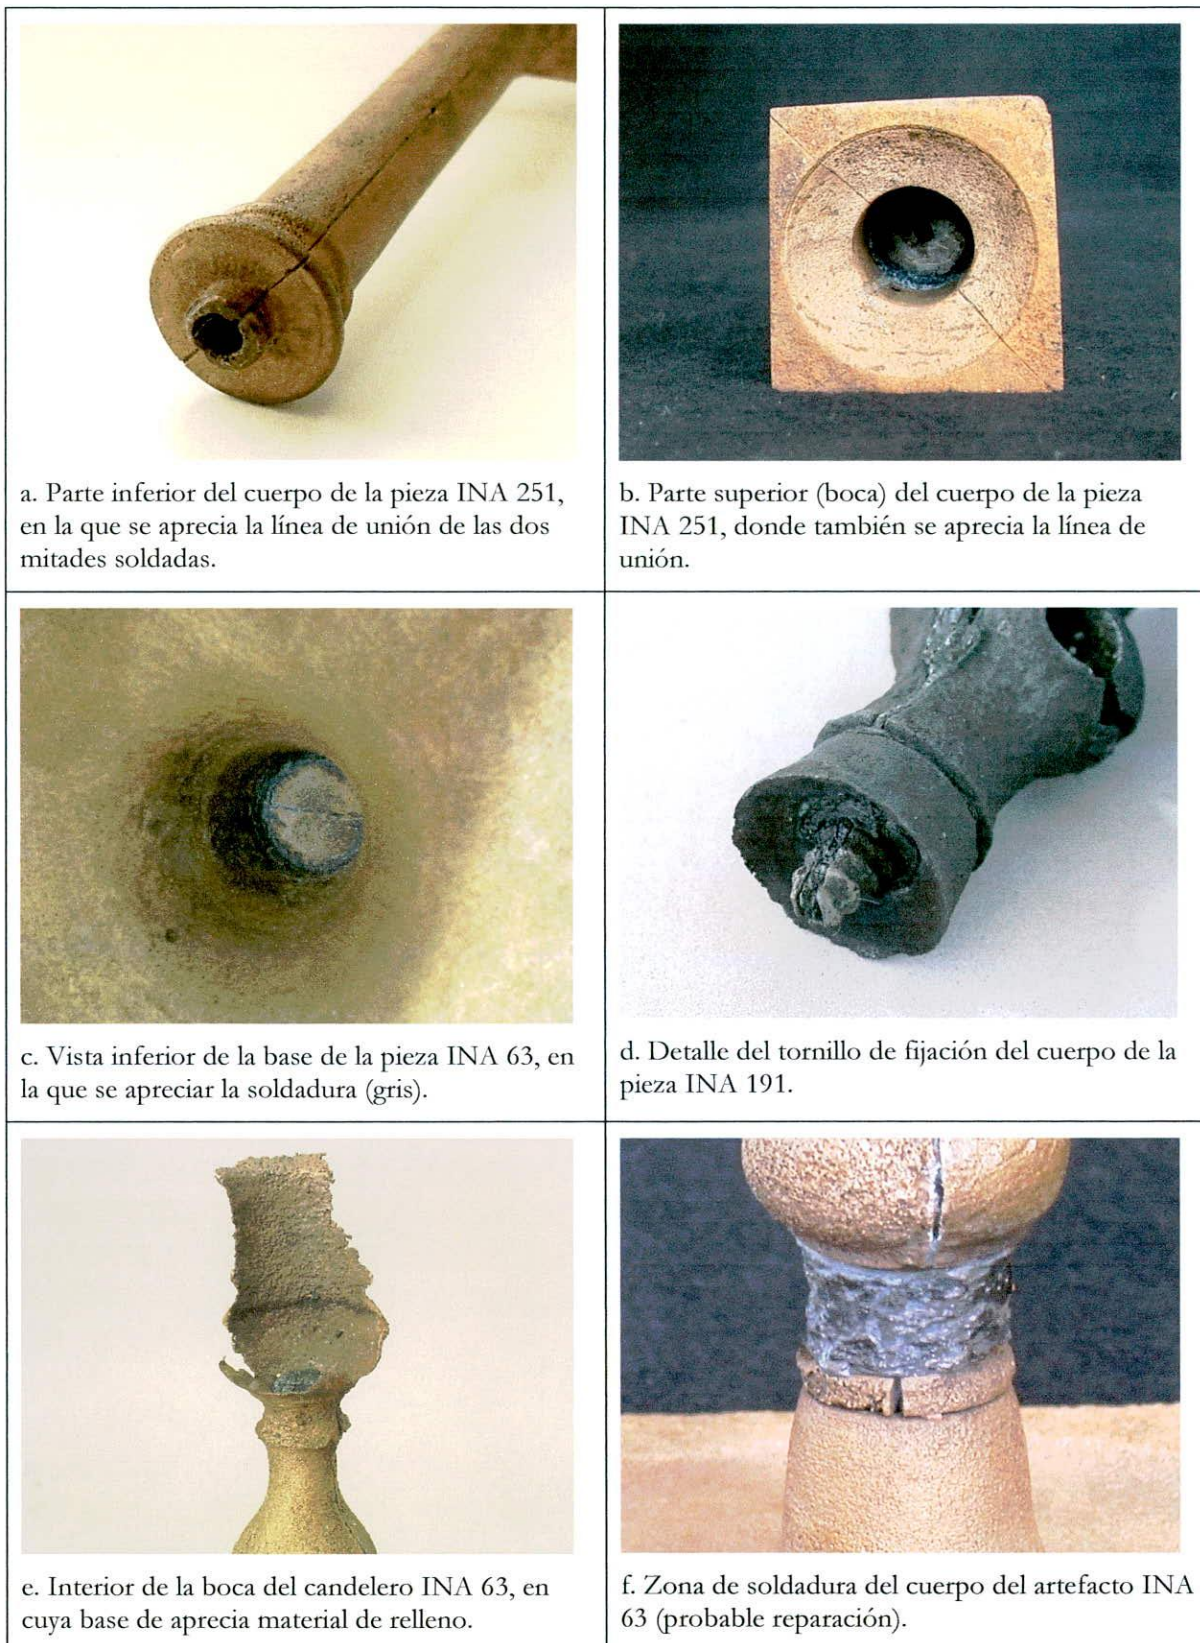 a. Parte inferior del cuerpo de la pieza INA 251,
en la que se aprecia la línea de unión de las dos
mitades soldadas.
b. Parte superior (boca) del cuerpo de la pieza
INA 251, donde también se aprecia la línea de
unión.
c. Vista inferior de la base de la pieza INA 63, en
la que se apreciar la soldadura (gris).
d. Detalle del tornillo de fijación del cuerpo de la
pieza INA 191.
e. Interior de la boca del candelero INA 63, en
cuya base de aprecia material de relleno.
f. Zona de soldadura del cuerpo del artefacto INA
63 (probable reparación).